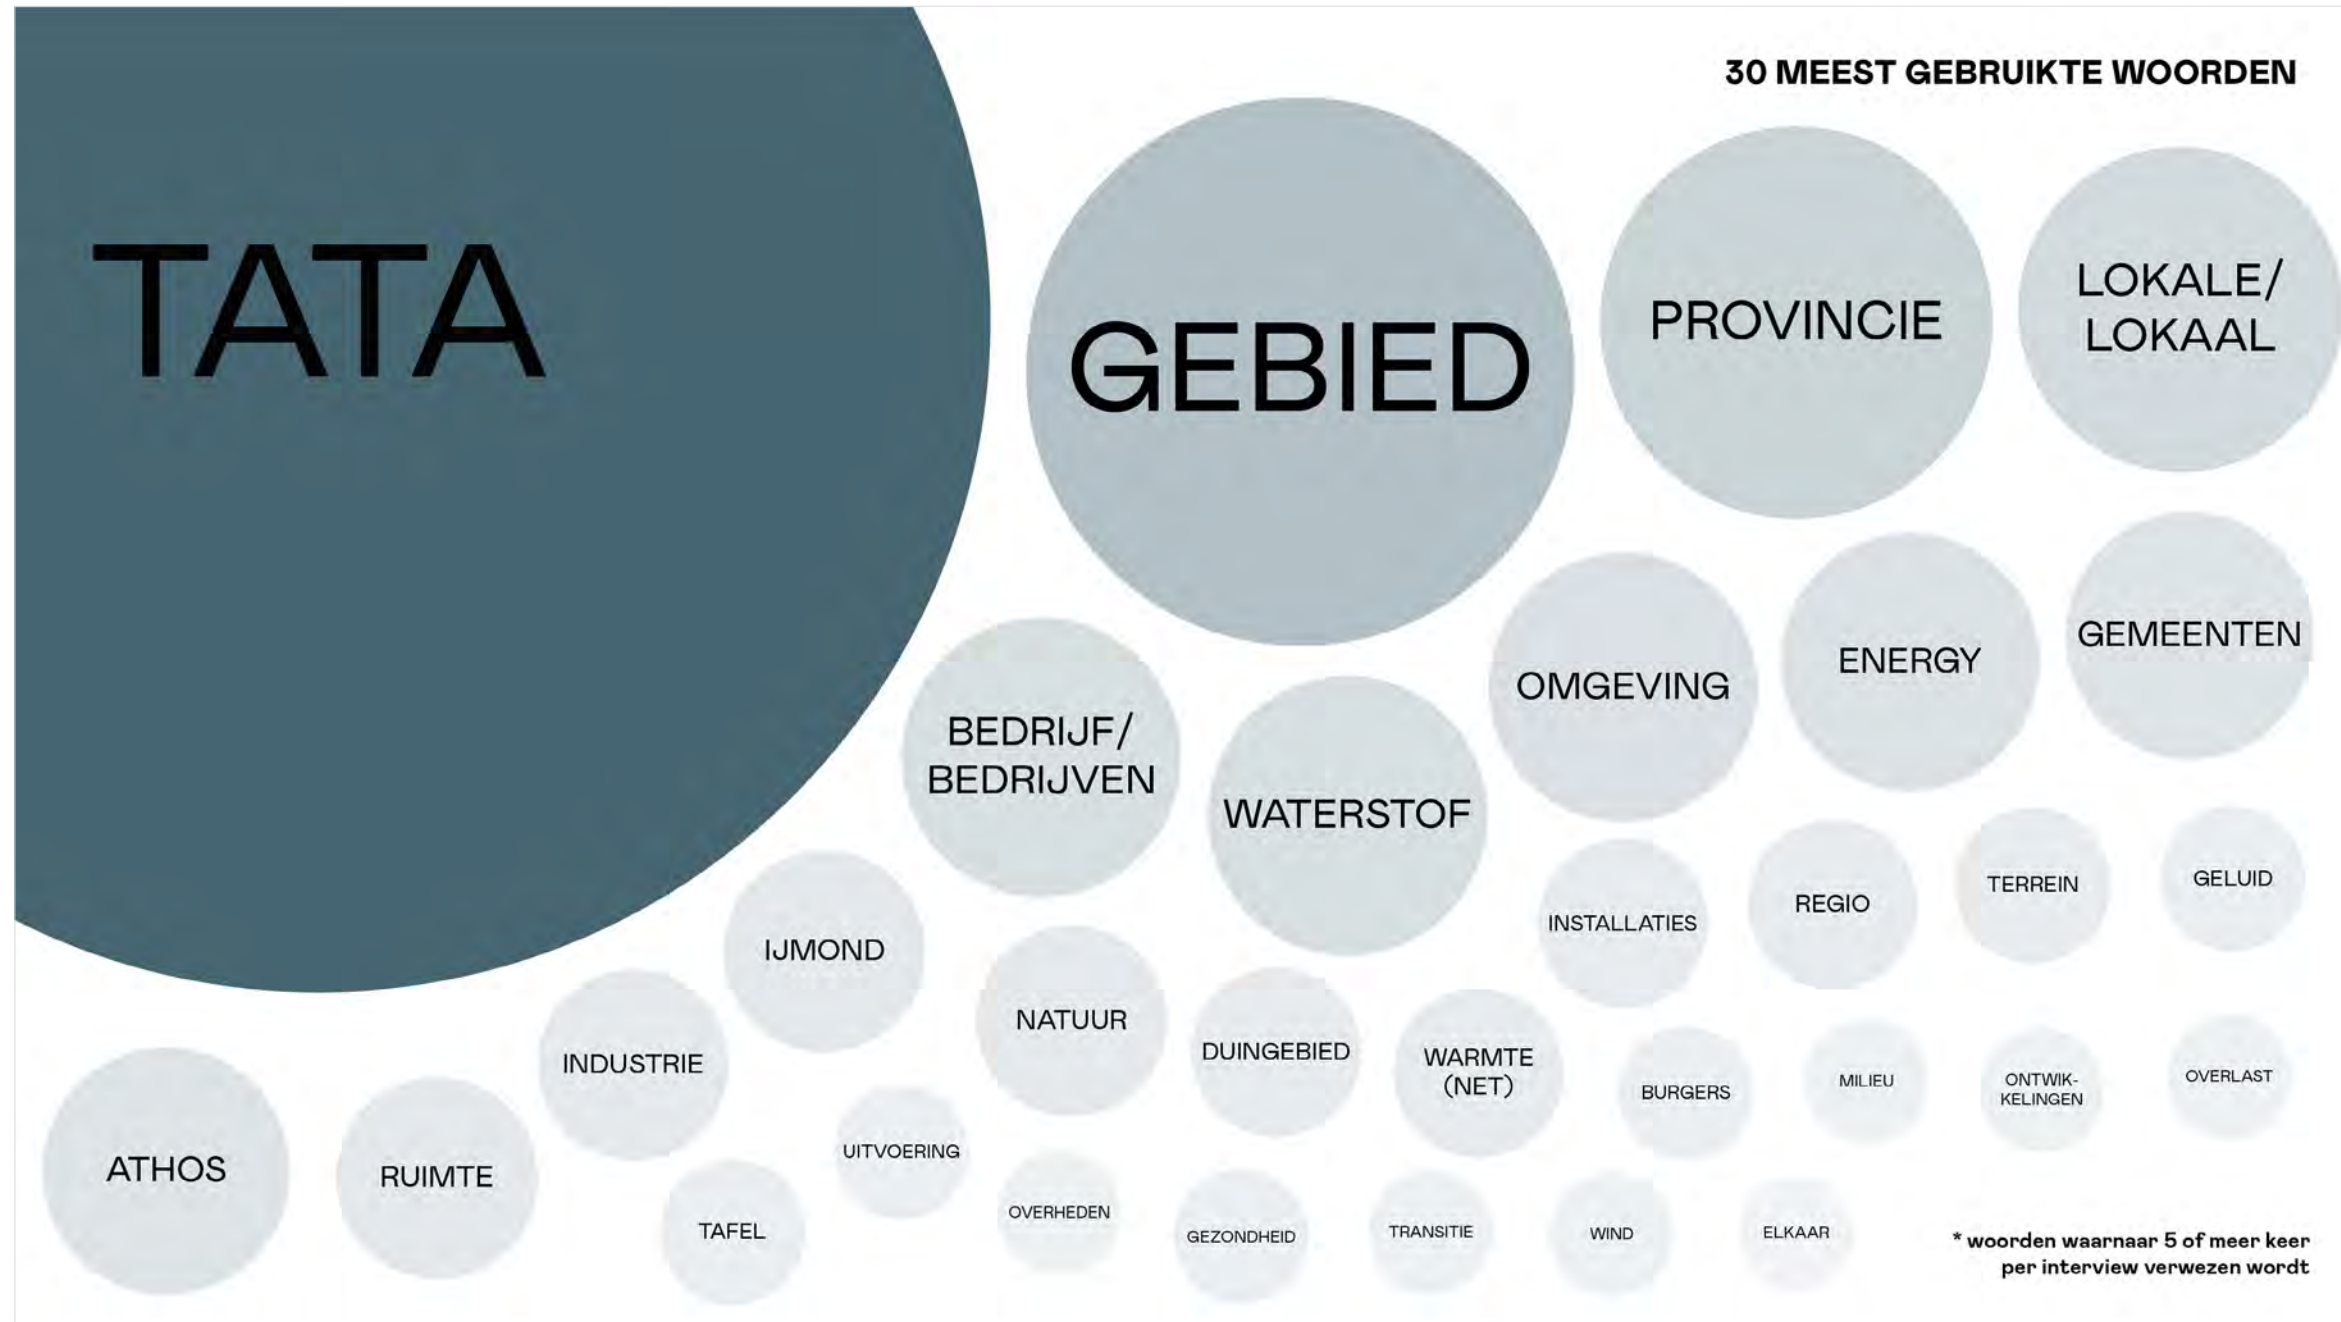 30 MEEST GEBRUIKTE WOORDEN
TATA
GEBIED
PROVINCIE
LOKALE/
LOKAAL
BEDRIJF/
BEDRIJVEN
WATERSTOF
OMGEVING
ENERGY
GEMEENTEN
IJMOND
INSTALLATIES
REGIO
TERREIN
GELUID
INDUSTRIE
NATUUR
DUINGEBIED
WARMTE
(NET)
BURGERS
MILIEU
ONTWIK-
KELINGEN
OVERLAST
ATHOS
RUIMTE
TAFEL
UITVOERING
OVERHEDEN
GEZONDHEID
TRANSITIE
WIND
ELKAAR
* woorden waarnaar 5 of meer keer
per interview verwezen wordt